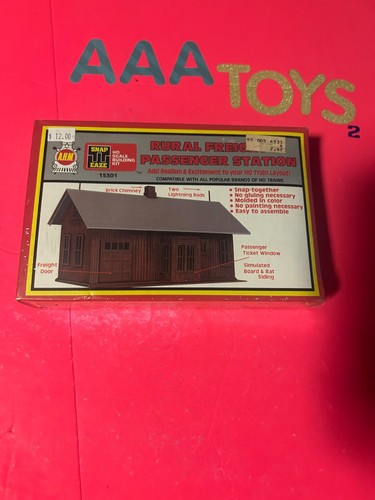 AAA TOYS
2
$ 12.00
A.H.M
SNAP
EAZE
HO
SCALE
BUILDING
KIT
15301
RURAL FREIG
PASSENGER STATION
Add Realism & Excitement to your HO Train Layout!
COMPATIBLE WITH ALL POPULAR BRANDS OF HO TRAINS
Brick Chimney
Two
Lightning Rods
• Snap-together
• No gluing necessary
• Molded in color
• No painting necessary
• Easy to assemble
Passenger
Ticket Window
Freight
Door
Simulated
Board & Bat
Siding